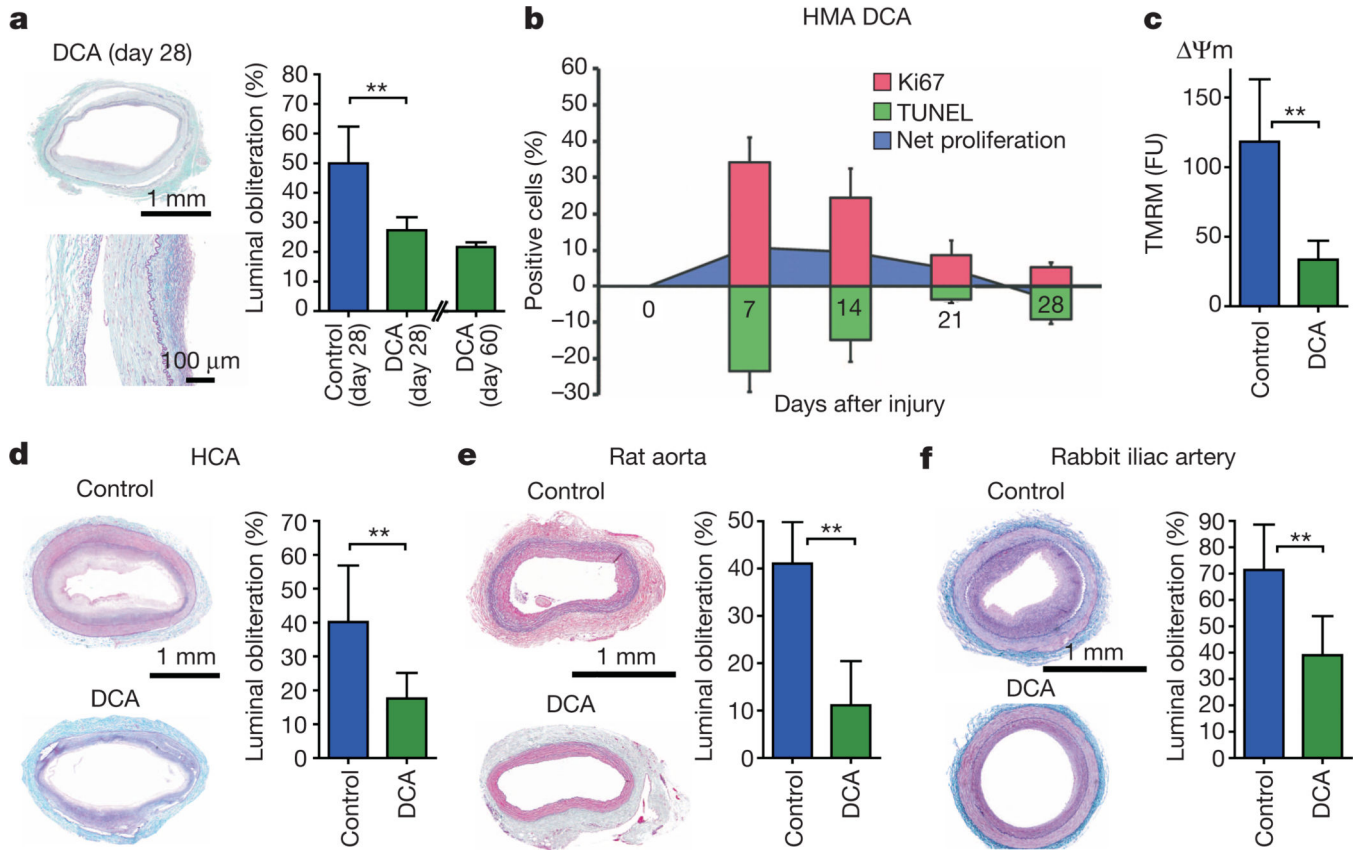 a
DCA (day 28)
1 mm
100 μm
Luminal obliteration (%)
80
70
60
50
40
30
20
10
0
**
Control
(day 28)
DCA
(day 28)
DCA
(day 60)
b
HMA DCA
Positive cells (%)
60
50
40
30
20
10
0
−10
−20
−30
Ki67
TUNEL
Net proliferation
0
7
14
21
28
Days after injury
c
ΔΨm
TMRM (FU)
150
100
50
0
**
Control
DCA
d
HCA
Control
1 mm
DCA
Luminal obliteration (%)
70
60
50
40
30
20
10
0
**
Control
DCA
e
Rat aorta
Control
1 mm
DCA
Luminal obliteration (%)
50
40
30
20
10
0
**
Control
DCA
f
Rabbit iliac artery
Control
1 mm
DCA
Luminal obliteration (%)
90
80
70
60
50
40
30
20
10
0
**
Control
DCA